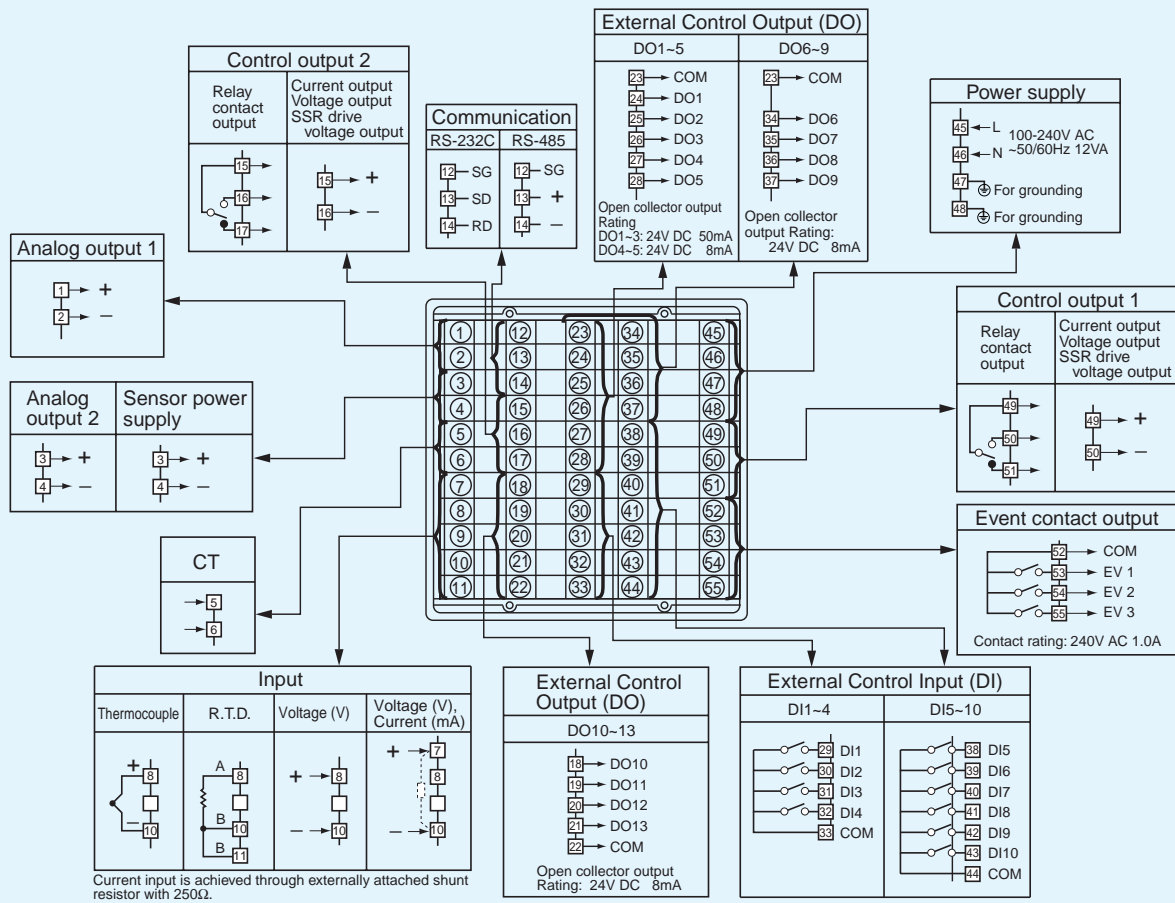 External Control Output (DO)
DO1~5
DO6~9
23 COM
24 DO1
25 DO2
26 DO3
27 DO4
28 DO5
Open collector output
Rating
DO1~3: 24V DC 50mA
DO4~5: 24V DC 8mA
23 COM
34 DO6
35 DO7
36 DO8
37 DO9
Open collector
output Rating:
24V DC 8mA
Control output 2
Relay
contact
output
Current output
Voltage output
SSR drive
voltage output
15
16
17
15 +
16 −
Communication
RS-232C
RS-485
12 SG
13 SD
14 RD
12 SG
13 +
14 −
Power supply
45 L
46 N
100-240V AC
~50/60Hz 12VA
47 For grounding
48 For grounding
Analog output 1
1 +
2 −
Analog
output 2
Sensor power
supply
3 +
4 −
3 +
4 −
CT
5
6
1 12 23 34 45
2 13 24 35 46
3 14 25 36 47
4 15 26 37 48
5 16 27 38 49
6 17 28 39 50
7 18 29 40 51
8 19 30 41 52
9 20 31 42 53
10 21 32 43 54
11 22 33 44 55
Control output 1
Relay
contact
output
Current output
Voltage output
SSR drive
voltage output
49
50
51
49 +
50 −
Event contact output
52 COM
53 EV 1
54 EV 2
55 EV 3
Contact rating: 240V AC 1.0A
Input
Thermocouple
R.T.D.
Voltage (V)
Voltage (V),
Current (mA)
+ 8
− 10
A 8
B 10
B 11
+ 8
− 10
+ 7
8
− 10
Current input is achieved through externally attached shunt
resistor with 250Ω.
External Control
Output (DO)
DO10~13
18 DO10
19 DO11
20 DO12
21 DO13
22 COM
Open collector output
Rating: 24V DC 8mA
External Control Input (DI)
DI1~4
DI5~10
29 DI1
30 DI2
31 DI3
32 DI4
33 COM
38 DI5
39 DI6
40 DI7
41 DI8
42 DI9
43 DI10
44 COM